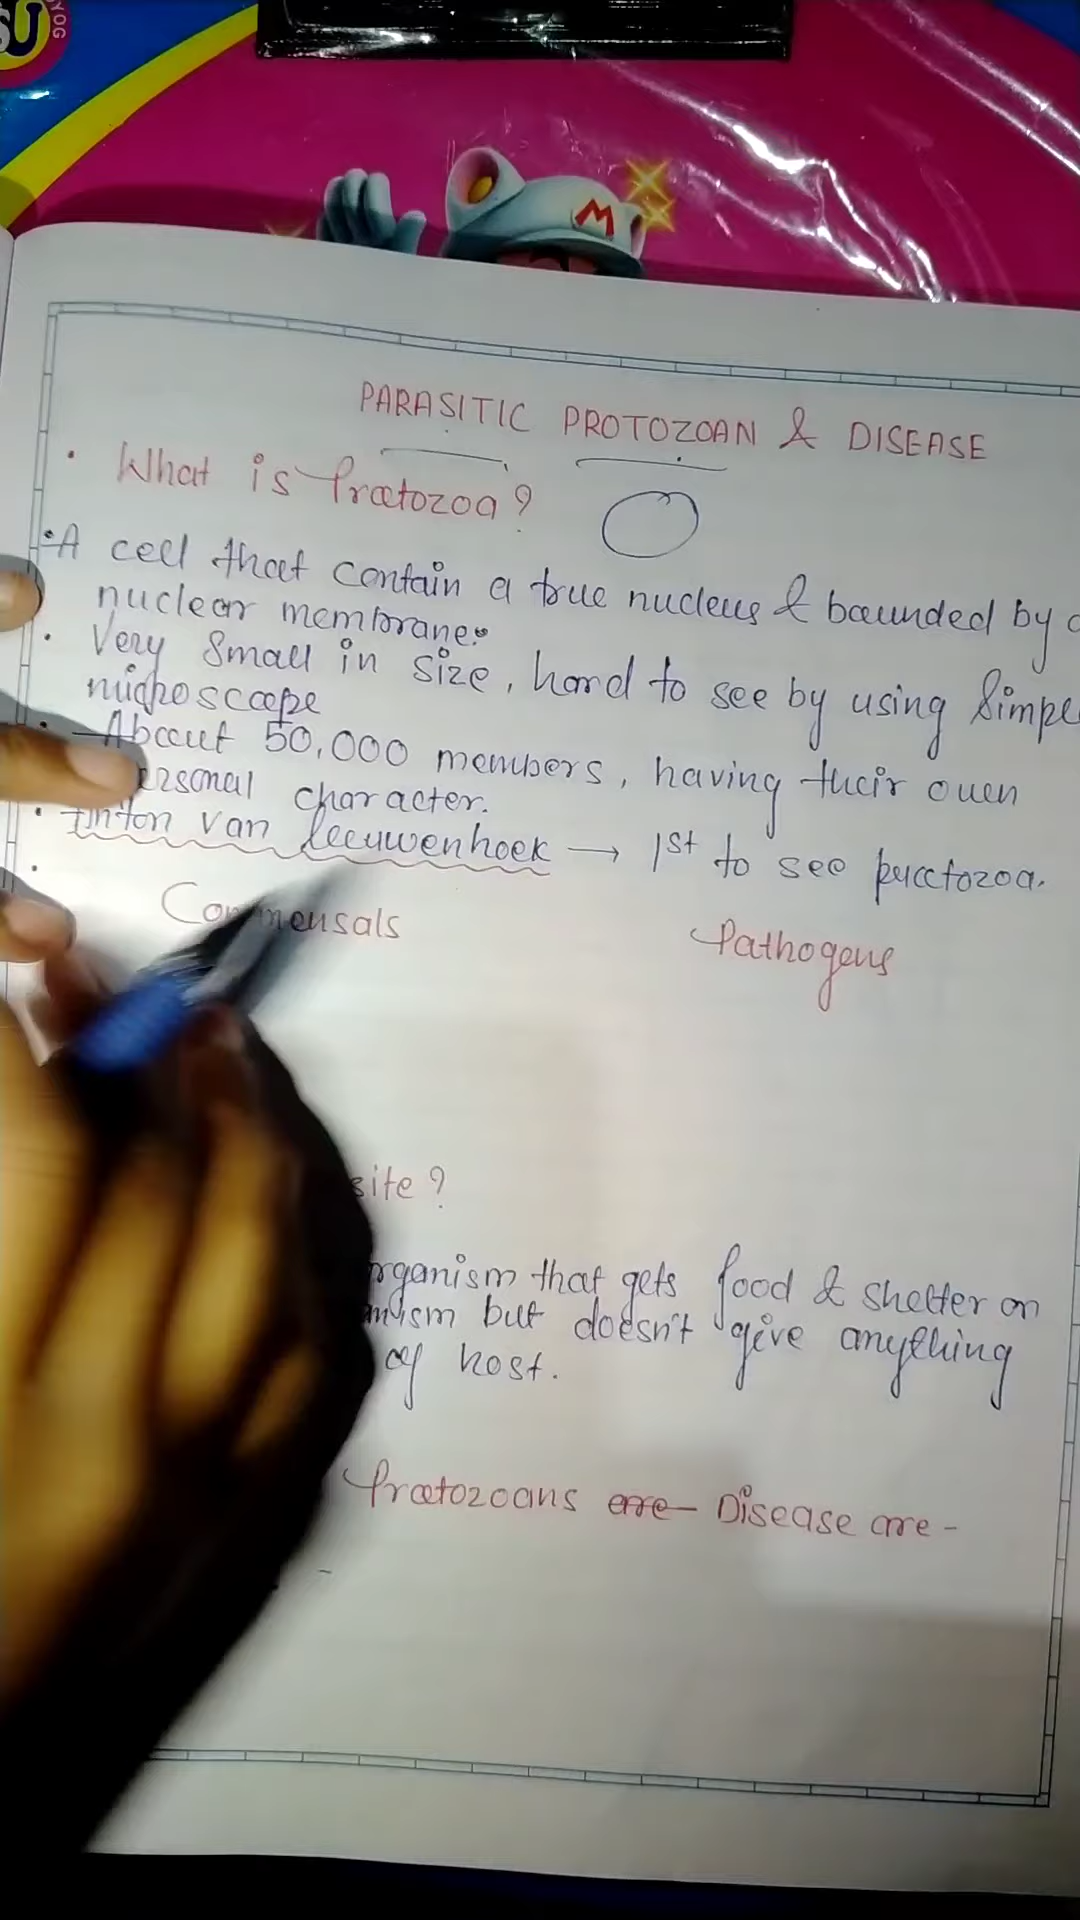 PARASITIC PROTOZOAN & DISEASE
• What is Protozoa?
• A cell that contain a true nucleus & bounded by a
nuclear membrane.
• Very small in size, hard to see by using Simple
microscope
• About 50,000 members, having their own
personal character.
• Anton van Leeuwenhoek → 1st to see protozoa.
Commensals Pathogens
site?
organism that gets food & shelter on
but doesn't give anything
of host.
Protozoans are Disease are -
M
YOG